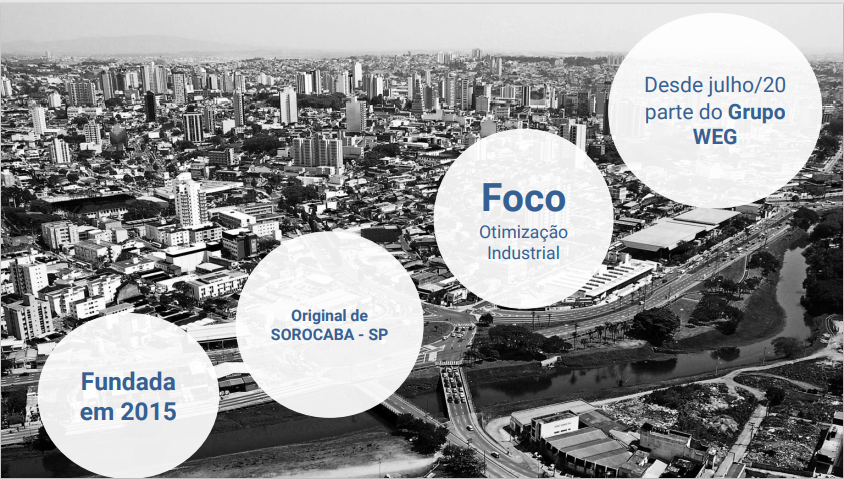 Fundada
em 2015
Original de
SOROCABA - SP
Foco
Otimização
Industrial
Desde julho/20
parte do Grupo
WEG